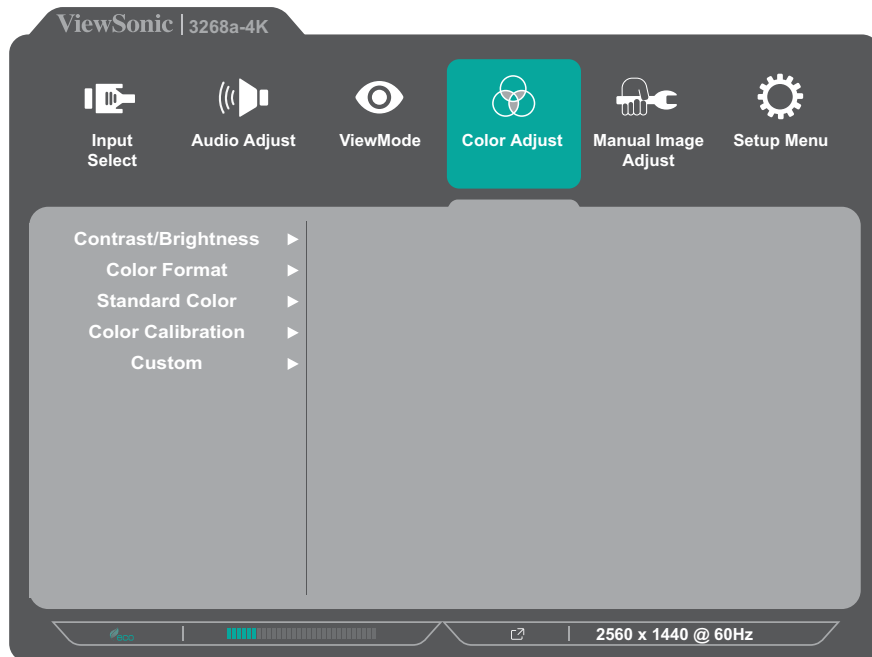 ViewSonic | 3268a-4K
Input Select
Audio Adjust
ViewMode
Color Adjust
Manual Image Adjust
Setup Menu
Contrast/Brightness
Color Format
Standard Color
Color Calibration
Custom
eco
2560 x 1440 @ 60Hz